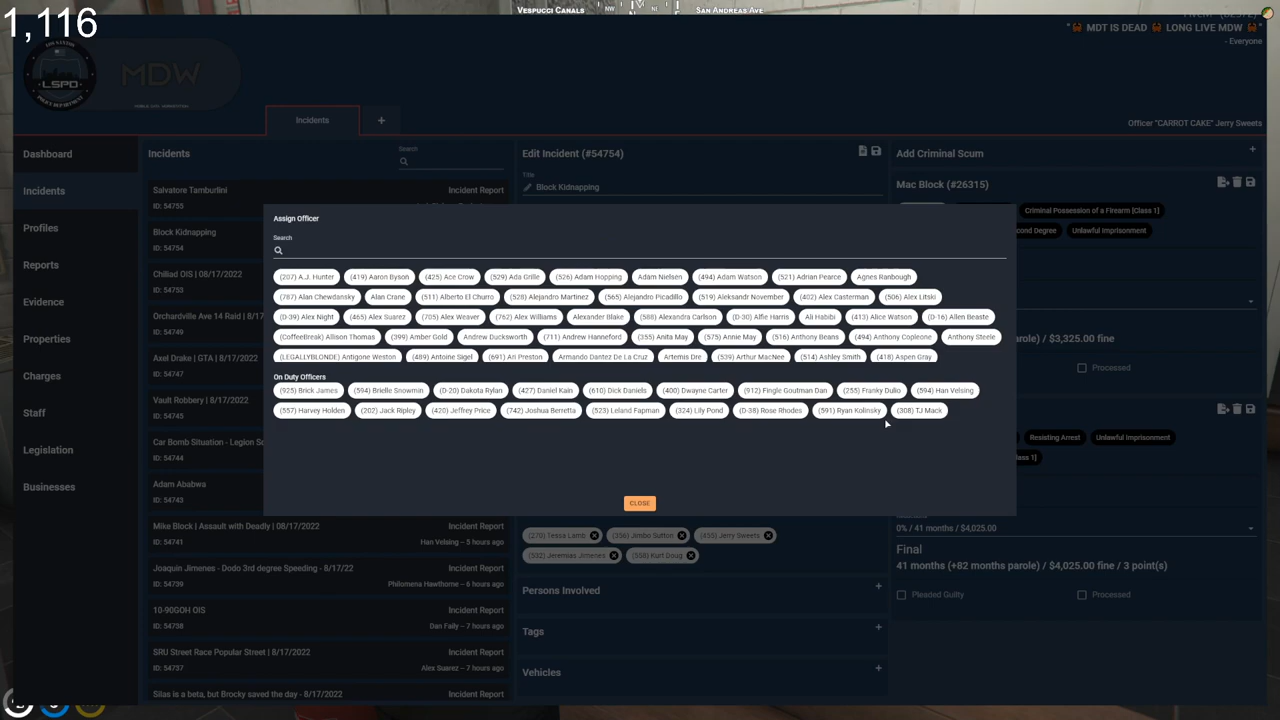 1,116
Vespucci Canals
NW
NE
San Andreas Ave
" MDT IS DEAD LONG LIVE MDW "
- Everyone
LOS SANTOS
LSPD
POLICE DEPARTMENT
MDW
Incidents
+
Officer "CARROT CAKE" Jerry Sweets
Dashboard
Incidents
Profiles
Reports
Evidence
Properties
Charges
Staff
Legislation
Businesses
Incidents
Search
Salvatore Tamburlini
Incident Report
ID: 54755
Block Kidnapping
ID: 54754
Chiliad OIS | 08/17/2022
ID: 54753
Orchardville Ave 14 Raid | 8/17
ID: 54749
Axel Drake | GTA | 8/17/2022
ID: 54747
Vault Robbery | 8/17/2022
ID: 54745
Car Bomb Situation - Legion S
ID: 54744
Adam Ababwa
ID: 54743
Mike Block | Assault with Deadly | 08/17/2022
Incident Report
ID: 54741
Han Velsing – 5 hours ago
Joaquin Jimenes - Dodo 3rd degree Speeding - 8/17/22
Incident Report
ID: 54739
Philomena Hawthorne – 6 hours ago
10-90GOH OIS
Incident Report
ID: 54738
Dan Faily – 7 hours ago
SRU Street Race Popular Street | 8/17/2022
Incident Report
ID: 54737
Alex Suarez – 7 hours ago
Silas is a bean, but Brocky saved the day - 8/17/2022
Incident Report
Edit Incident (#54754)
Title
Block Kidnapping
Assign Officer
Search
(207) A.J. Hunter (419) Aaron Byson (425) Ace Crow (529) Ada Grille (526) Adam Hopping Adam Nielsen (494) Adam Watson (521) Adrian Pearce Agnes Ranbough
(787) Alan Chewdansky Alan Crane (511) Alberto El Churro (528) Alejandro Martinez (565) Alejandro Picadillo (519) Aleksandr November (402) Alex Casterman (506) Alex Litski
(D-39) Alex Night (465) Alex Suarez (705) Alex Weaver (762) Alex Williams Alexander Blake (588) Alexandra Carlson (D-30) Alfie Harris Ali Habibi (413) Alice Watson (D-16) Allen Beaste
(CoffeeBreak) Allison Thomas (399) Amber Gold Andrew Ducksworth (711) Andrew Hanneford (355) Anita May (575) Annie May (516) Anthony Beans (494) Anthony Copleone Anthony Steele
(LEGALLYBLONDE) Antigone Weston (489) Antoine Sigel (691) Ari Preston Armando Dantez De La Cruz Artemis Dre (539) Arthur MacNee (514) Ashley Smith (418) Aspen Gray
On Duty Officers
(925) Brick James (594) Brielle Snowmin (D-20) Dakota Rylan (427) Daniel Kain (610) Dick Daniels (400) Dwayne Carter (912) Fingle Goutman Dan (255) Franky Dulio (594) Han Velsing
(557) Harvey Holden (202) Jack Ripley (420) Jeffrey Price (742) Joshua Berretta (523) Leland Fapman (324) Lily Pond (D-38) Rose Rhodes (591) Ryan Kolinsky (308) TJ Mack
CLOSE
(270) Tessa Lamb (356) Jimbo Sutton (455) Jerry Sweets
(532) Jeremias Jimenes (558) Kurt Doug
Persons Involved
+
Tags
+
Vehicles
+
Add Criminal Scum
+
Mac Block (#26315)
Criminal Possession of a Firearm [Class 1]
cond Degree
Unlawful Imprisonment
$3,325.00 fine
Processed
Resisting Arrest
Unlawful Imprisonment
lass 1]
0% / 41 months / $4,025.00
Final
41 months (+82 months parole) / $4,025.00 fine / 3 point(s)
Pleaded Guilty
Processed